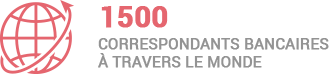 1500
CORRESPONDANTS BANCAIRES
À TRAVERS LE MONDE